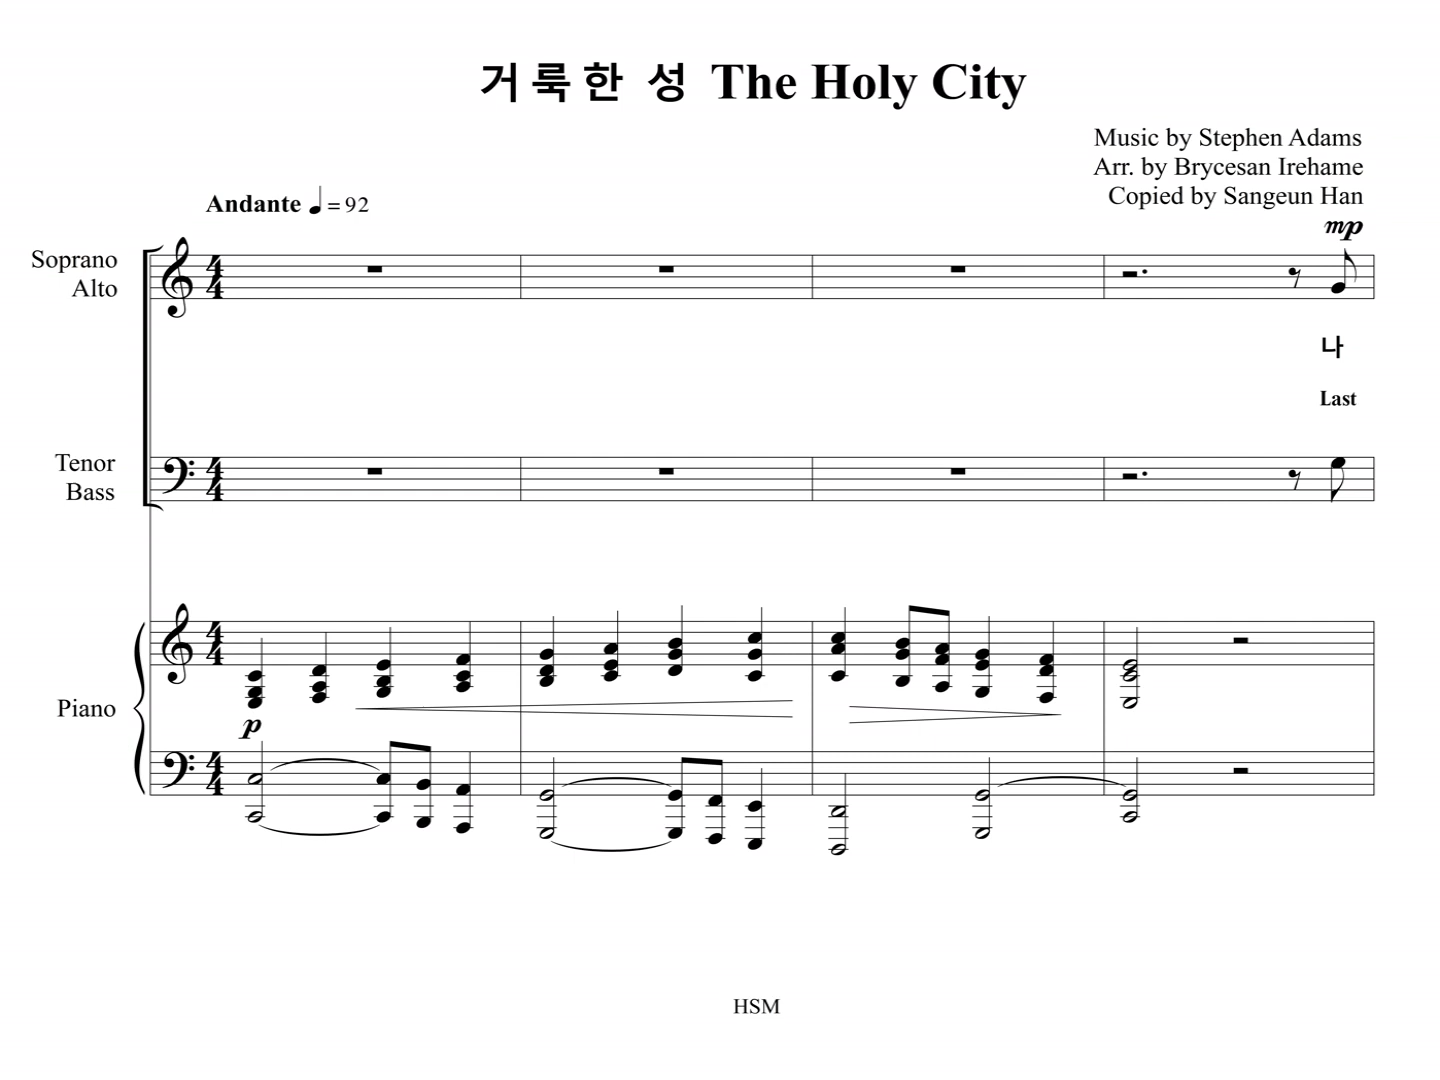 거룩한 성 The Holy City
Music by Stephen Adams
Arr. by Brycesan Irehame
Copied by Sangeun Han
Andante ♩ = 92
mp
Soprano
Alto
나
Last
Tenor
Bass
Piano
p
HSM